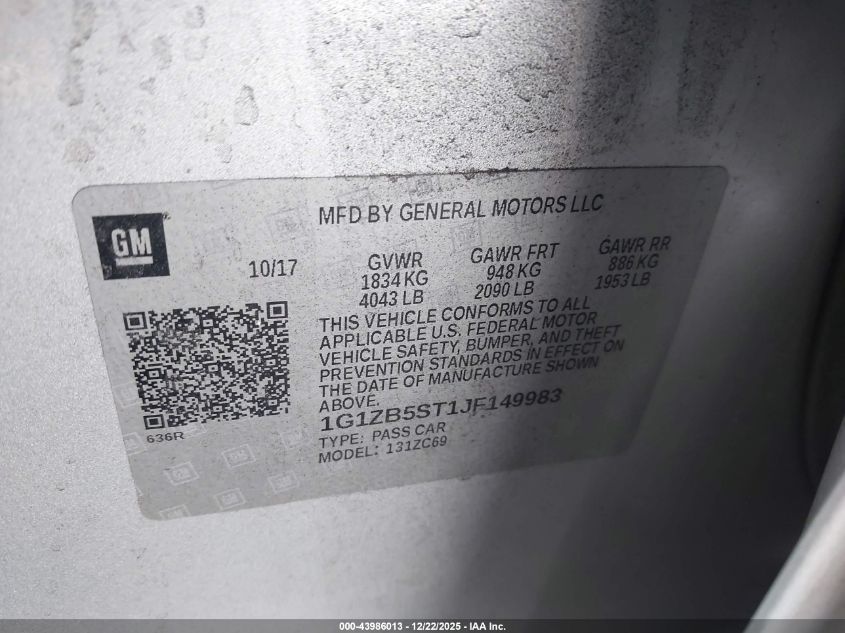 MFD BY GENERAL MOTORS LLC
GM
10/17
GVWR
1834 KG
4043 LB
GAWR FRT
948 KG
2090 LB
GAWR RR
886 KG
1953 LB
THIS VEHICLE CONFORMS TO ALL
APPLICABLE U.S. FEDERAL MOTOR
VEHICLE SAFETY, BUMPER, AND THEFT
PREVENTION STANDARDS IN EFFECT ON
THE DATE OF MANUFACTURE SHOWN
ABOVE.
1G1ZB5ST1JF149983
TYPE: PASS CAR
MODEL: 131ZC69
636R
000-43986013 - 12/22/2025 - IAA Inc.